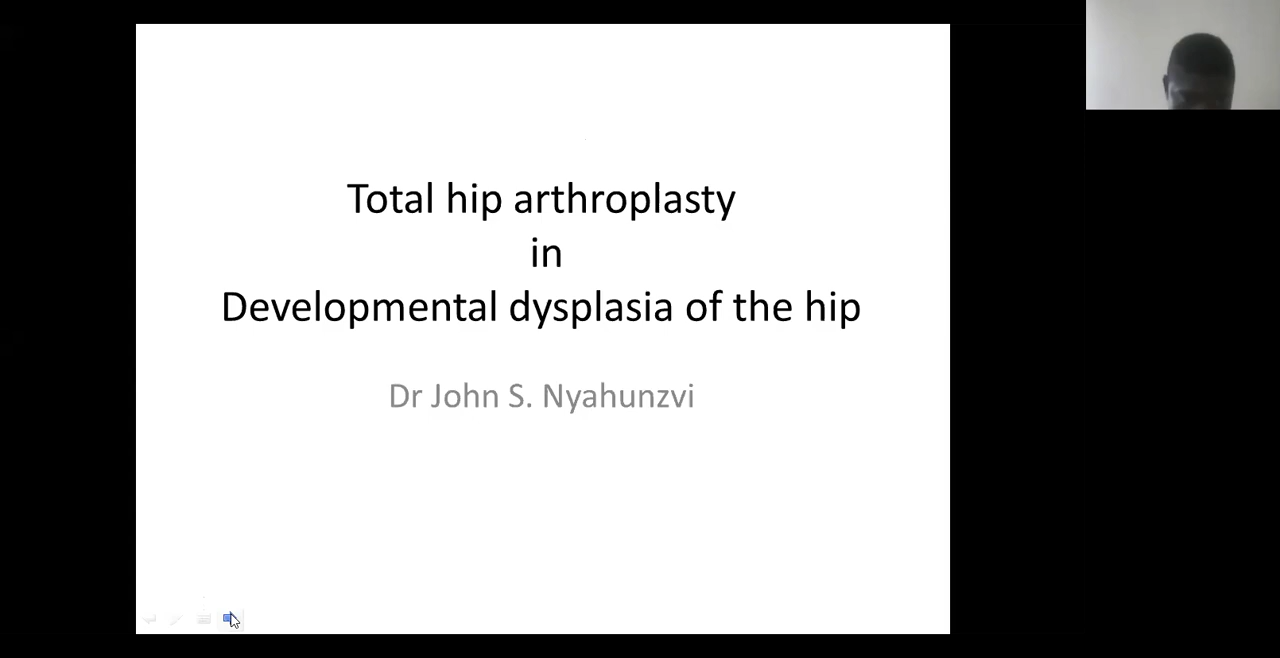 Total hip arthroplasty
in
Developmental dysplasia of the hip
Dr John S. Nyahunzvi